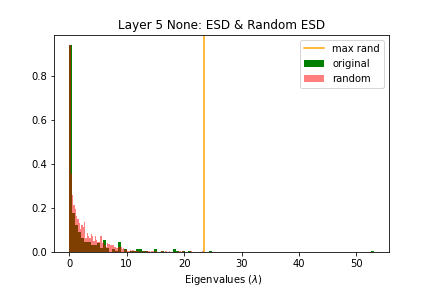 Layer 5 None: ESD & Random ESD
max rand
original
random
0.8
0.6
0.4
0.2
0.0
0 10 20 30 40 50
Eigenvalues (λ)